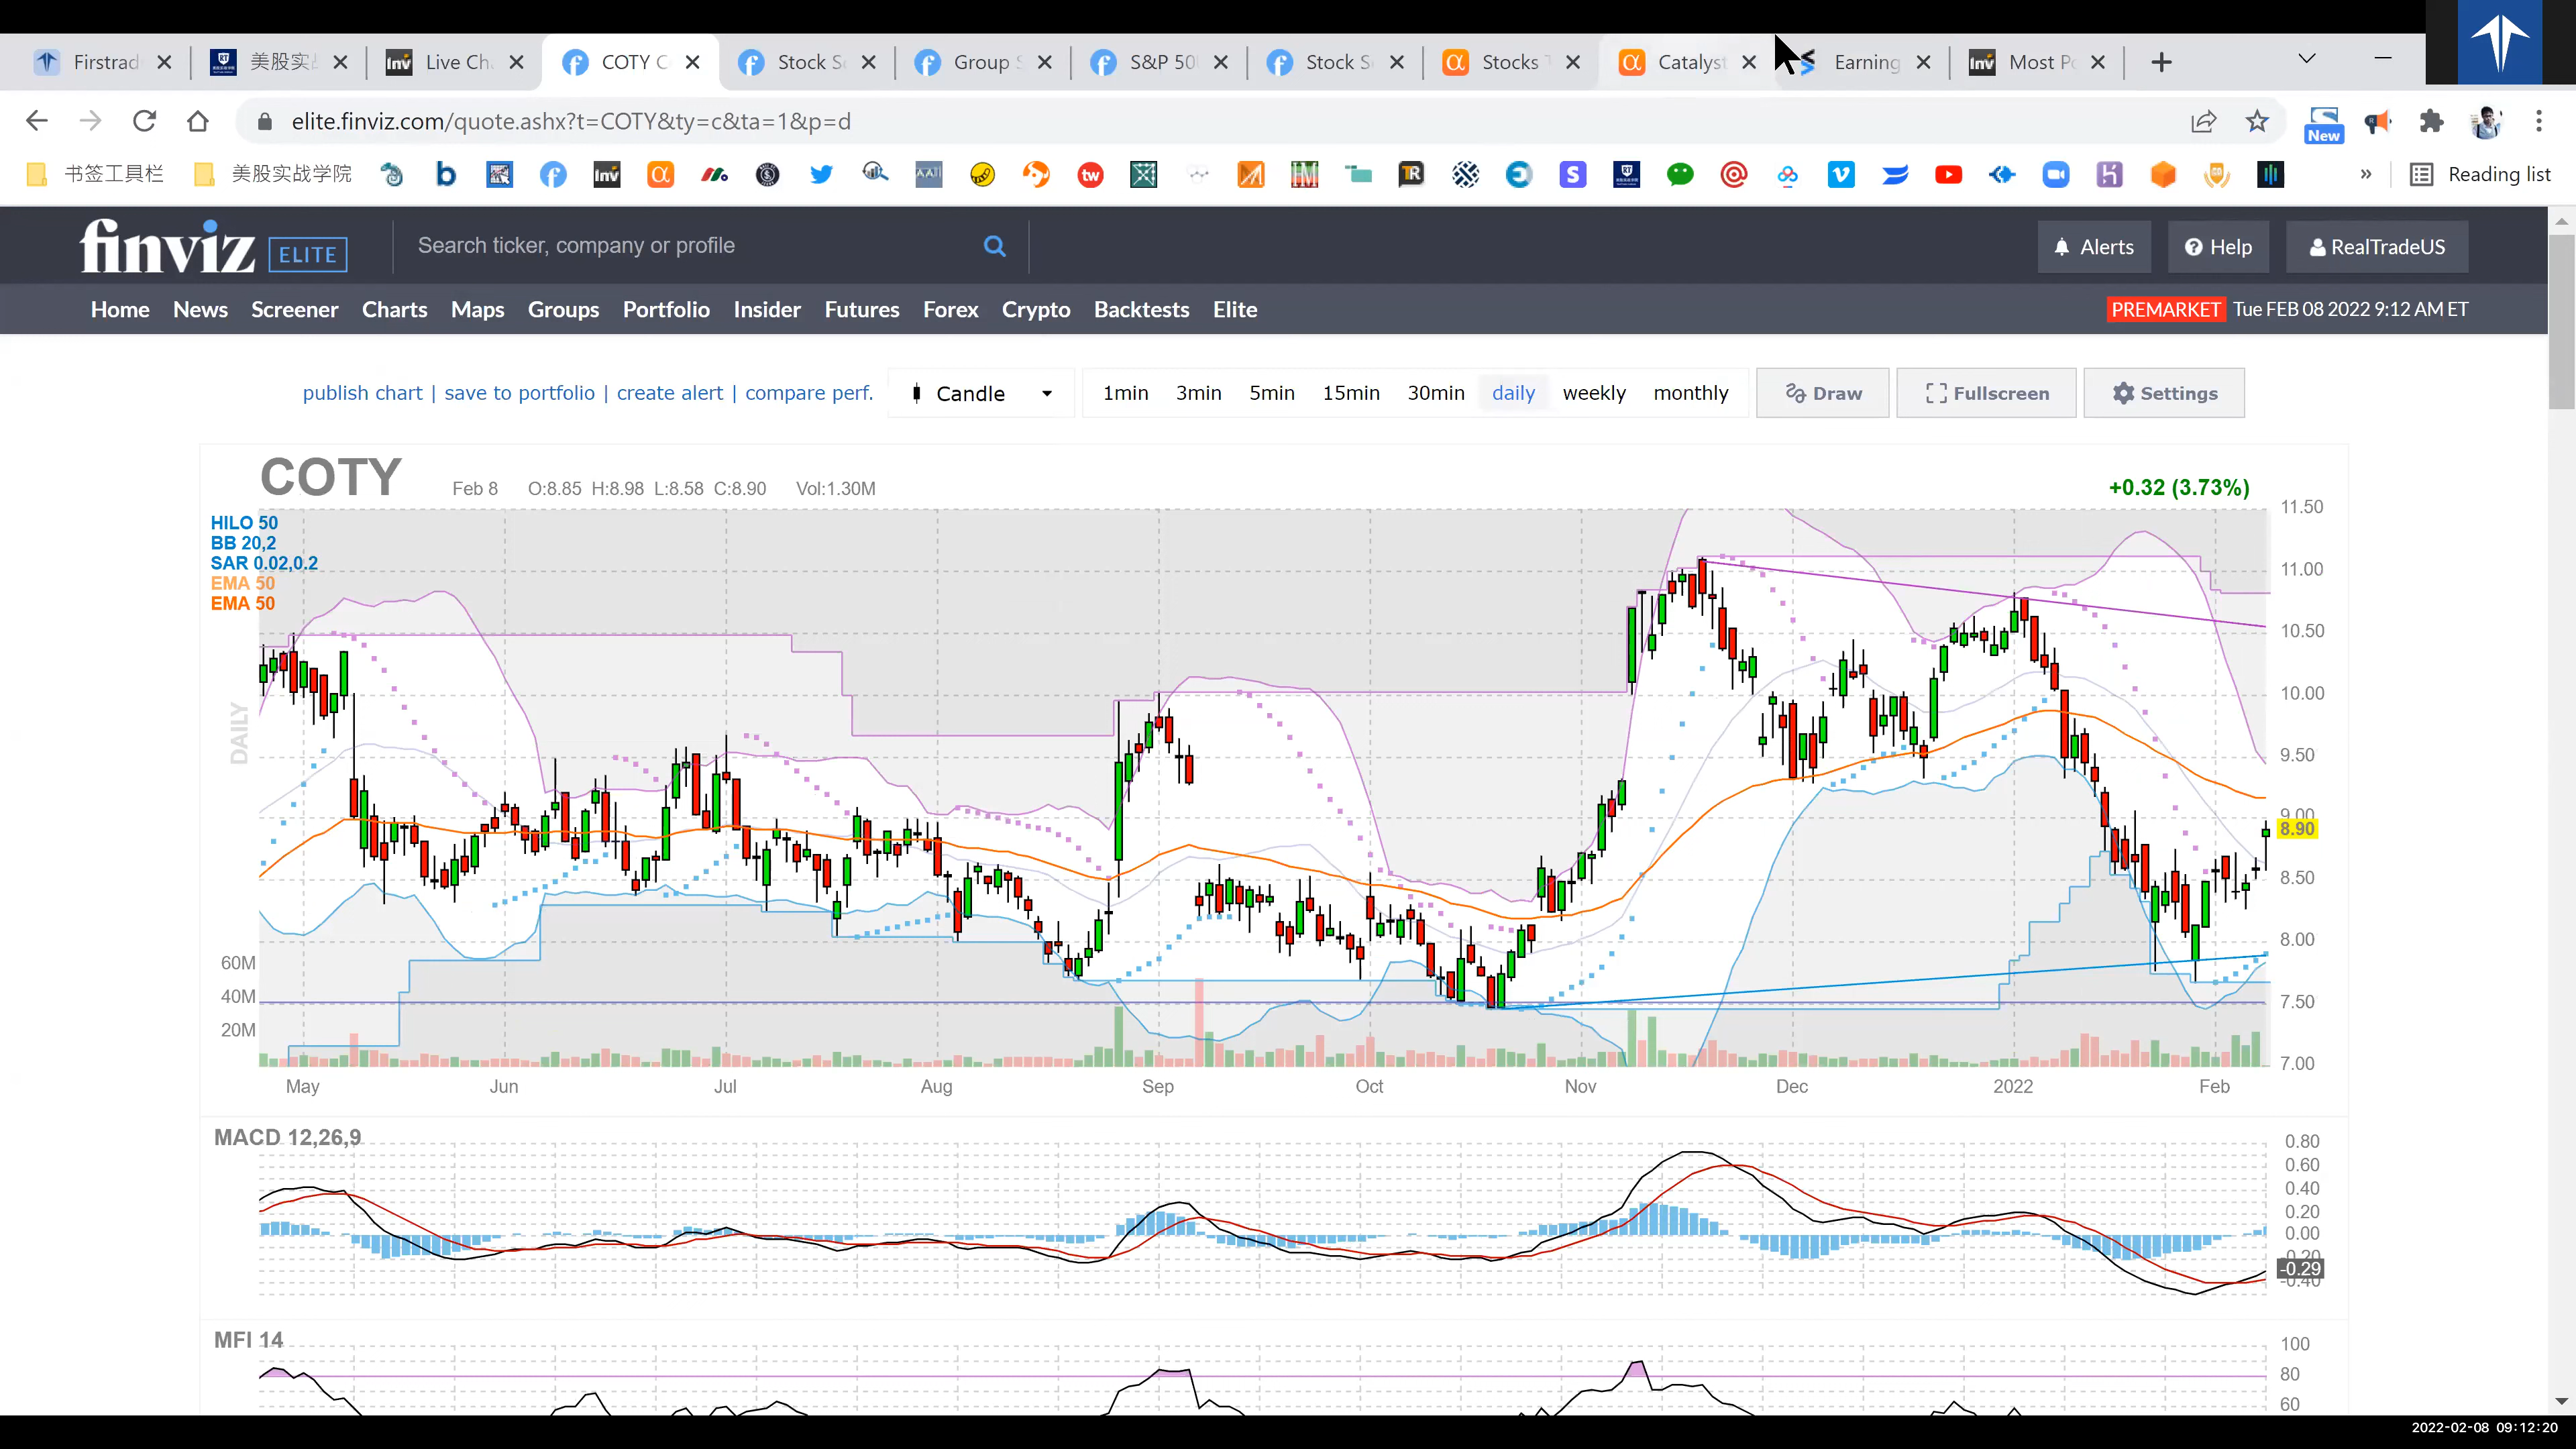 Firstrad
美股实
Live Ch
COTY C
Stock S
Group S
S&P 50
Stock S
Stocks T
Catalyst
Earning
Most P
elite.finviz.com/quote.ashx?t=COTY&ty=c&ta=1&p=d
New
书签工具栏
美股实战学院
Reading list
finviz ELITE
Search ticker, company or profile
Alerts
Help
RealTradeUS
Home News Screener Charts Maps Groups Portfolio Insider Futures Forex Crypto Backtests Elite
PREMARKET Tue FEB 08 2022 9:12 AM ET
publish chart | save to portfolio | create alert | compare perf.
Candle
1min 3min 5min 15min 30min daily weekly monthly
Draw
Fullscreen
Settings
COTY
Feb 8 O:8.85 H:8.98 L:8.58 C:8.90 Vol:1.30M
+0.32 (3.73%)
HILO 50
BB 20,2
SAR 0.02,0.2
EMA 50
EMA 50
DAILY
11.50
11.00
10.50
10.00
9.50
9.00
8.90
8.50
8.00
7.50
7.00
60M
40M
20M
May Jun Jul Aug Sep Oct Nov Dec 2022 Feb
MACD 12,26,9
0.80
0.60
0.40
0.20
0.00
-0.20
-0.29
-0.40
MFI 14
100
80
60
2022-02-08 09:12:20